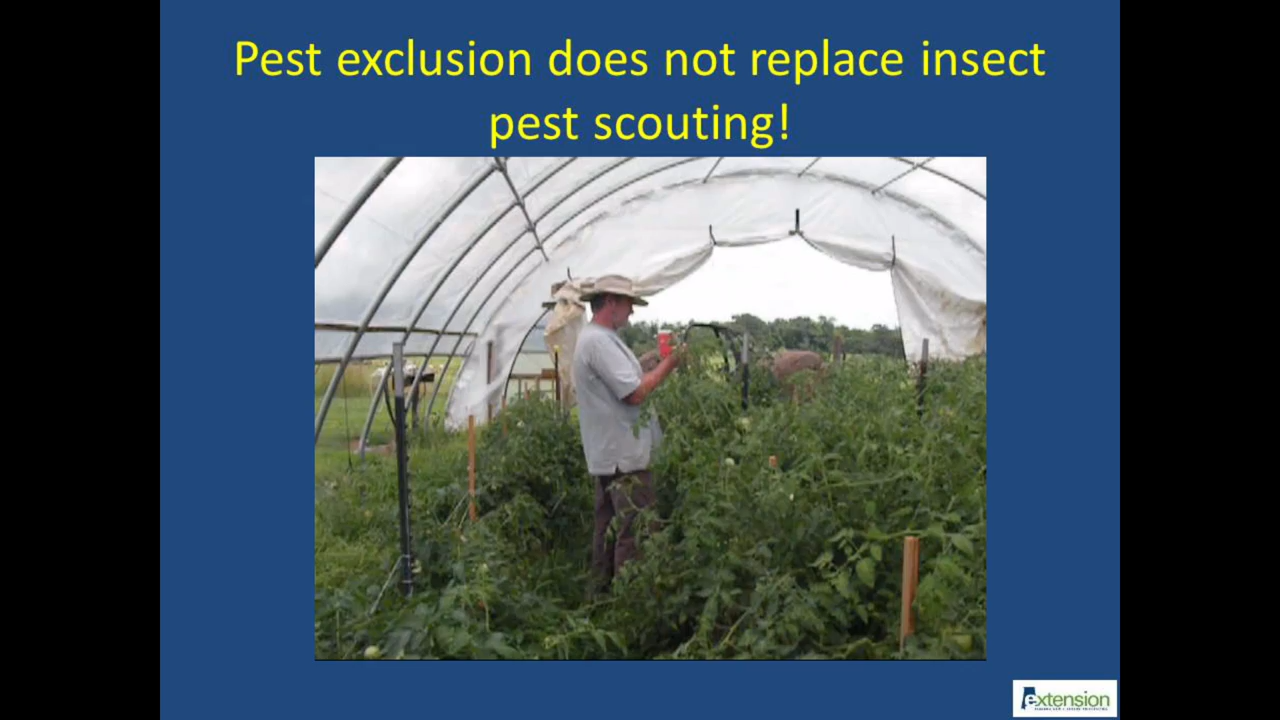 Pest exclusion does not replace insect
pest scouting!
extension